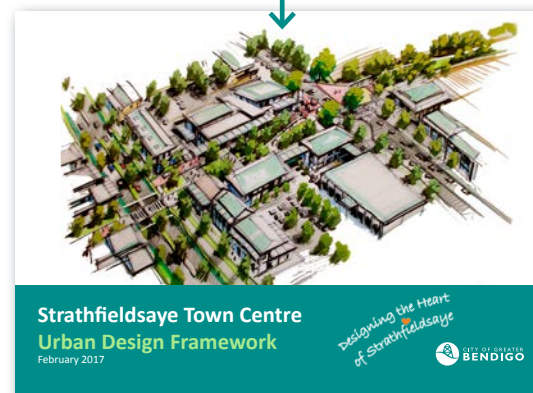 Strathfieldsaye Town Centre
Urban Design Framework
February 2017
Designing the Heart
of Strathfieldsaye
CITY OF GREATER
BENDIGO